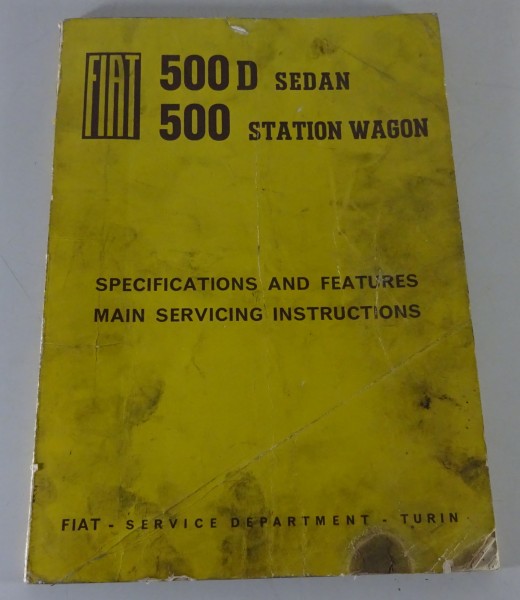 FIAT
500 D SEDAN
500 STATION WAGON
SPECIFICATIONS AND FEATURES
MAIN SERVICING INSTRUCTIONS
FIAT - SERVICE DEPARTMENT - TURIN